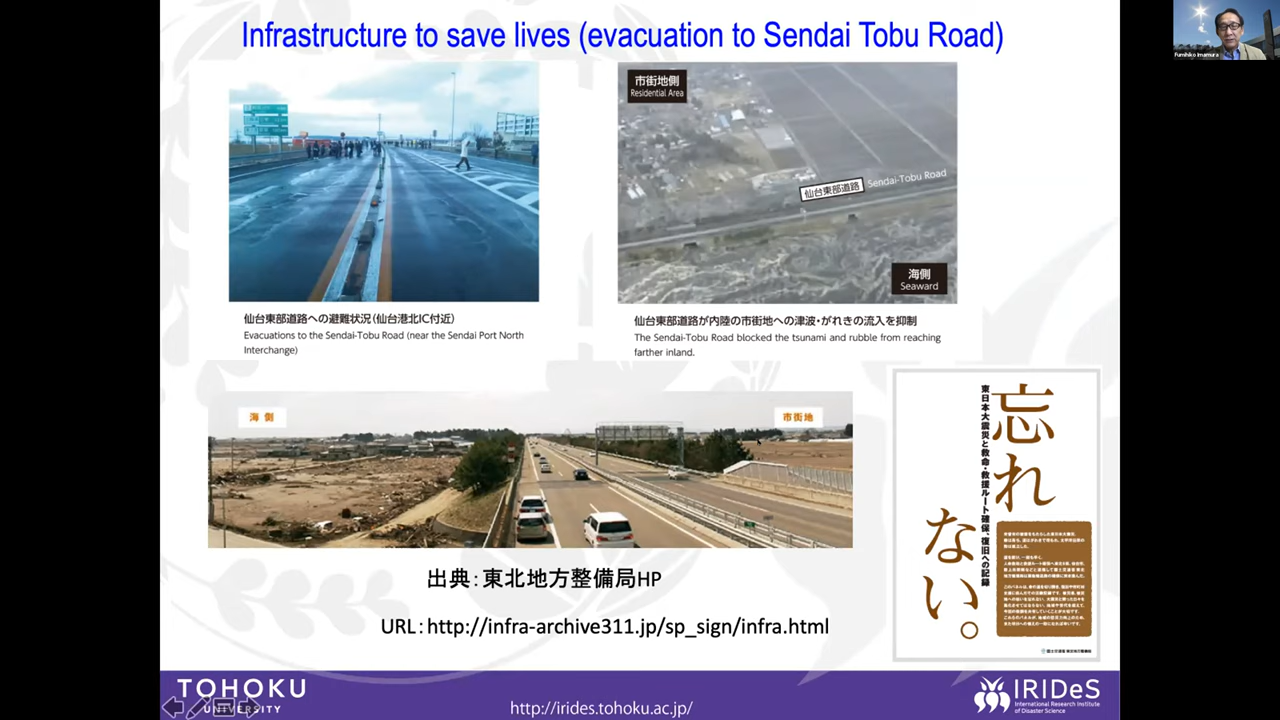 Infrastructure to save lives (evacuation to Sendai Tobu Road)
Fumihiko Imamura
市街地側
Residential Area
仙台東部道路
Sendai-Tobu Road
海側
Seaward
仙台東部道路への避難状況(仙台港北IC付近)
Evacuations to the Sendai-Tobu Road (near the Sendai Port North
Interchange)
仙台東部道路が内陸の市街地への津波・がれきの流入を抑制
The Sendai-Tobu Road blocked the tsunami and rubble from reaching
farther inland.
海側
市街地
忘れ
ない。
東日本大震災と救命・救援ルート確保、復旧への記録
出典：東北地方整備局HP
URL：http://infra-archive311.jp/sp_sign/infra.html
TOHOKU
UNIVERSITY
http://irides.tohoku.ac.jp/
IRIDeS
International Research Institute
of Disaster Science